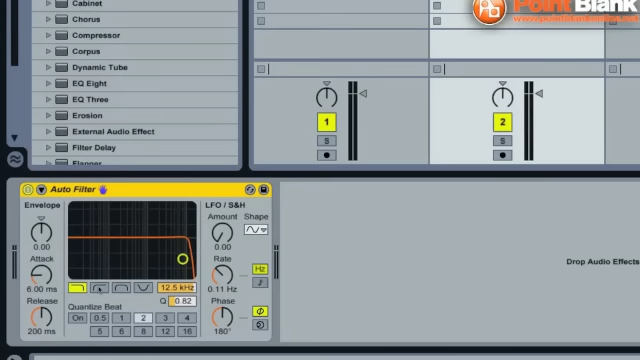 Cabinet
Point Blank
Chorus
Compressor
Corpus
Dynamic Tube
EQ Eight
EQ Three
Erosion
External Audio Effect
Filter Delay
Flanger
1
2
S
S
Auto Filter
Envelope
0.00
Attack
6.00 ms
Release
200 ms
12.5 kHz
Q 0.82
Quantize Beat
On 0.5 1 2 3 4
5 6 8 12 16
LFO / S&H
Amount Shape
0.00
Rate
Hz
0.11 Hz
Phase
180°
Drop Audio Effects